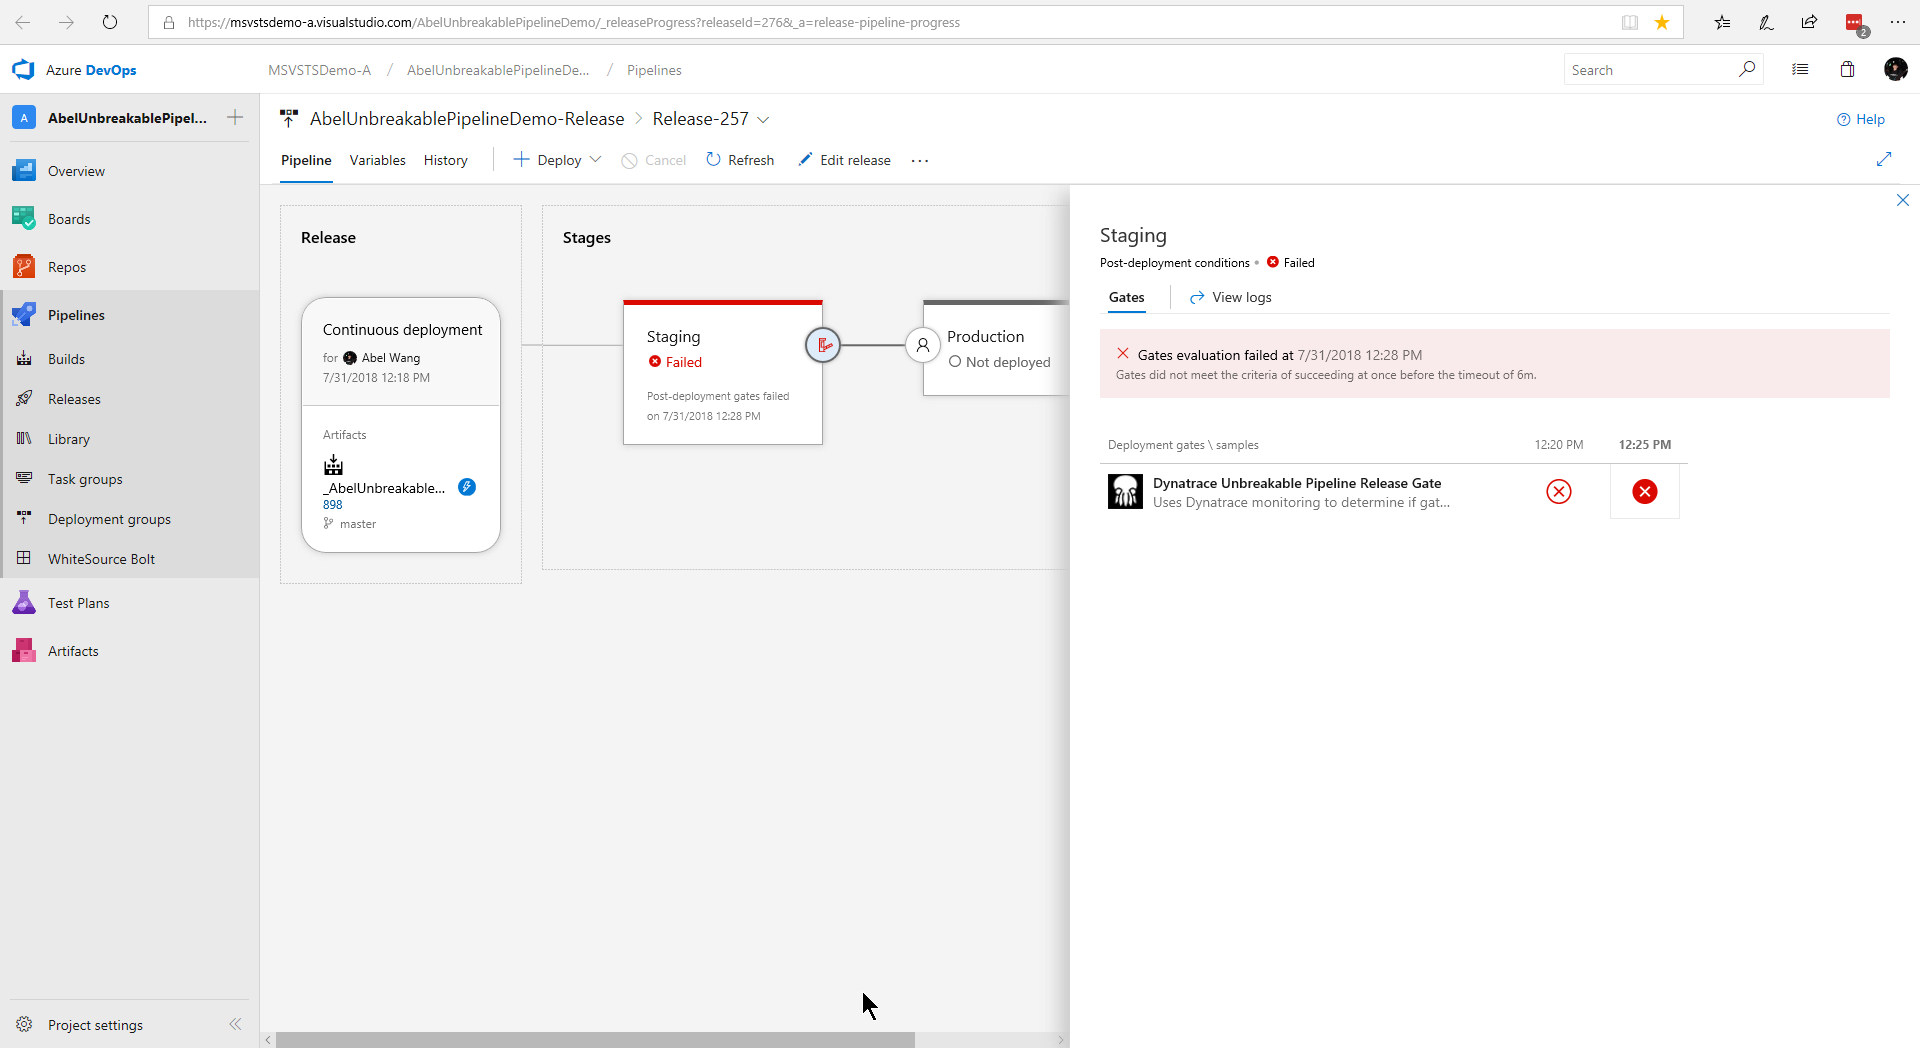 https://msvstsdemo-a.visualstudio.com/AbelUnbreakablePipelineDemo/_releaseProgress?releaseId=276&_a=release-pipeline-progress
2
Azure DevOps
MSVSTSDemo-A / AbelUnbreakablePipelineDe... / Pipelines
Search
A AbelUnbreakablePipel...
Overview
Boards
Repos
Pipelines
Builds
Releases
Library
Task groups
Deployment groups
WhiteSource Bolt
Test Plans
Artifacts
Project settings
AbelUnbreakablePipelineDemo-Release > Release-257
Help
Pipeline Variables History Deploy Cancel Refresh Edit release ...
Release
Continuous deployment
for Abel Wang
7/31/2018 12:18 PM
Artifacts
_AbelUnbreakable...
898
master
Stages
Staging
Failed
Post-deployment gates failed
on 7/31/2018 12:28 PM
Production
Not deployed
Staging
Post-deployment conditions • Failed
Gates View logs
Gates evaluation failed at 7/31/2018 12:28 PM
Gates did not meet the criteria of succeeding at once before the timeout of 6m.
Deployment gates \ samples 12:20 PM 12:25 PM
Dynatrace Unbreakable Pipeline Release Gate
Uses Dynatrace monitoring to determine if gat...